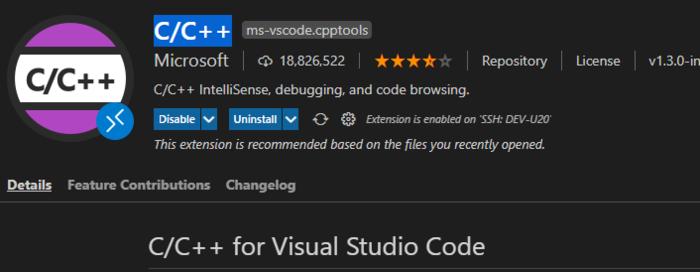 C/C++
C/C++ ms-vscode.cpptools
Microsoft 18,826,522 Repository License v1.3.0-in
C/C++ IntelliSense, debugging, and code browsing.
Disable Uninstall Extension is enabled on 'SSH: DEV-U20'
This extension is recommended based on the files you recently opened.
Details Feature Contributions Changelog
C/C++ for Visual Studio Code